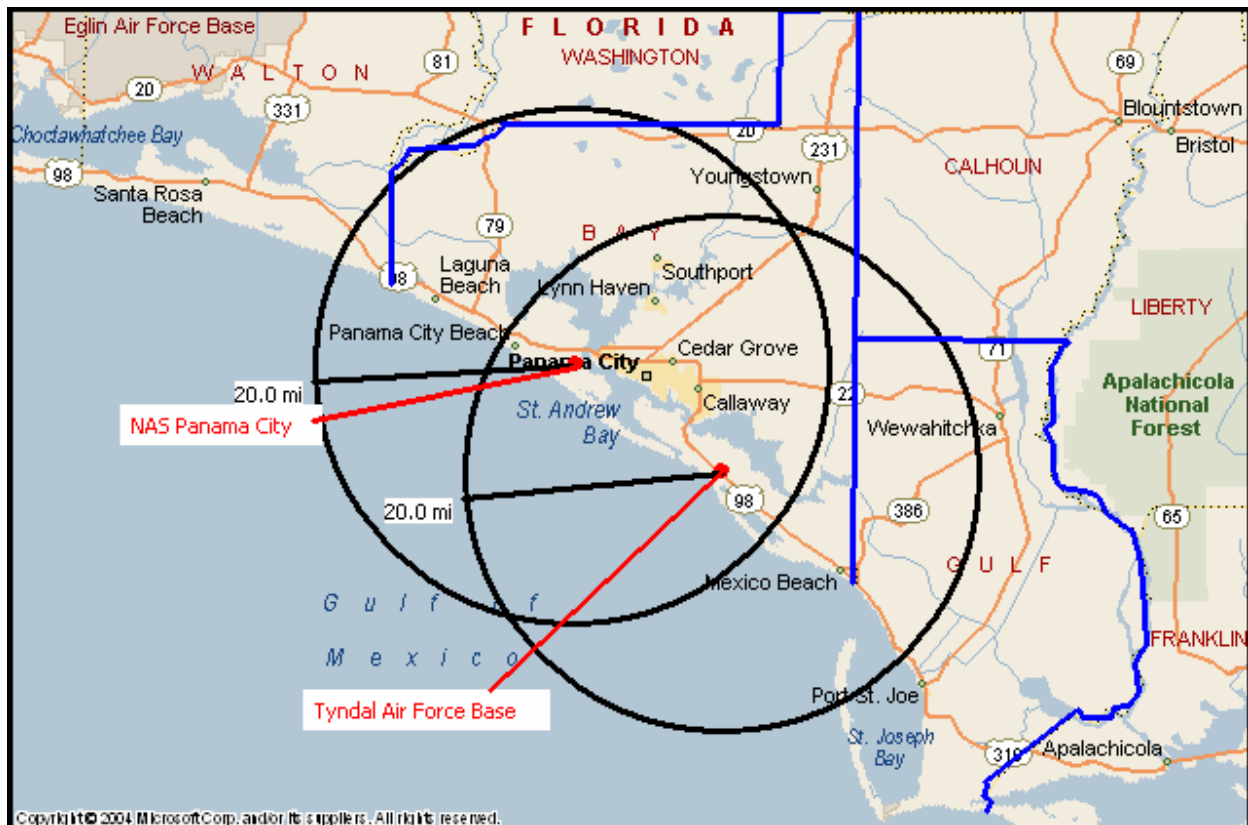 Eglin Air Force Base
FLORIDA
WASHINGTON
WALTON
81
69
20
331
Blountstown
Choctawhatchee Bay
20
231
Bristol
98
Santa Rosa
Beach
Youngstown
CALHOUN
79
BAY
Laguna
Beach
98
Southport
Lynn Haven
LIBERTY
Panama City Beach
Panama City
Cedar Grove
71
20.0 mi
Callaway
22
Apalachicola
National
Forest
NAS Panama City
St. Andrew
Bay
Wewahitchka
20.0 mi
98
386
65
Mexico Beach
GULF
Gulf of
Mexico
FRANKLIN
Tyndal Air Force Base
Port St. Joe
St. Joseph
Bay
319
Apalachicola
Copyright © 2004 Microsoft Corp. and/or its suppliers. All rights reserved.